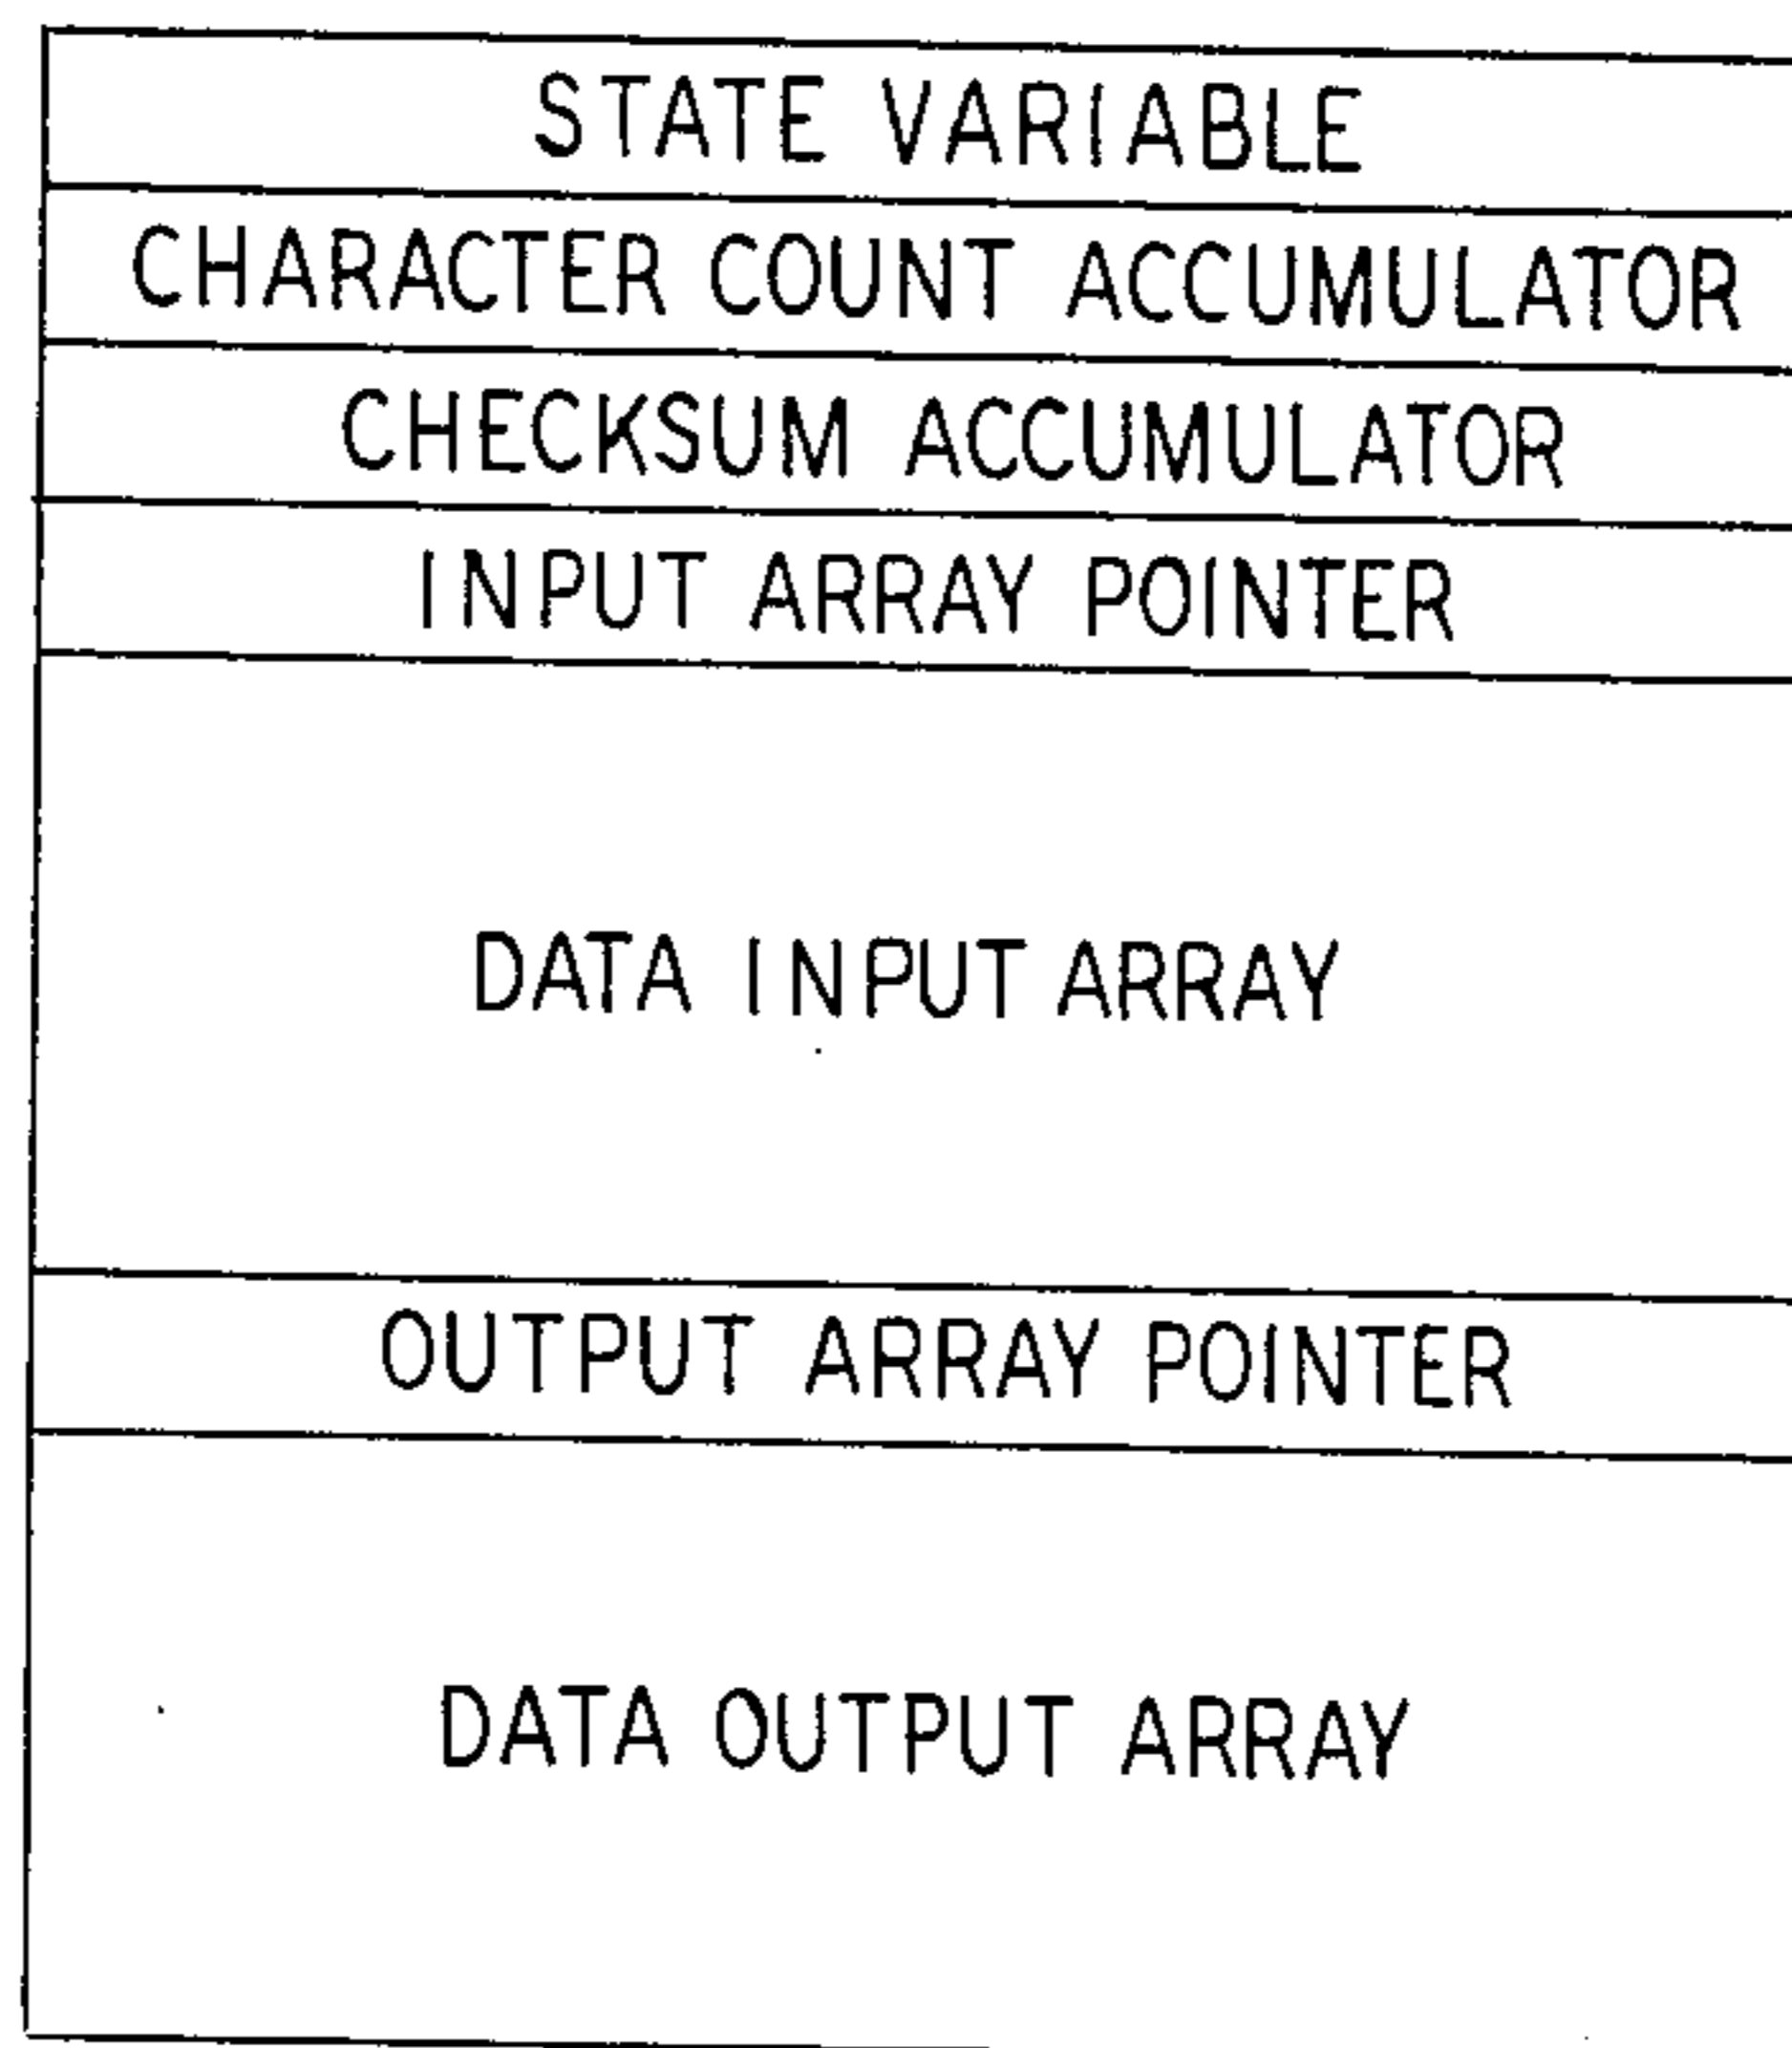 STATE VARIABLE
CHARACTER COUNT ACCUMULATOR
CHECKSUM ACCUMULATOR
INPUT ARRAY POINTER
DATA INPUT ARRAY
OUTPUT ARRAY POINTER
DATA OUTPUT ARRAY